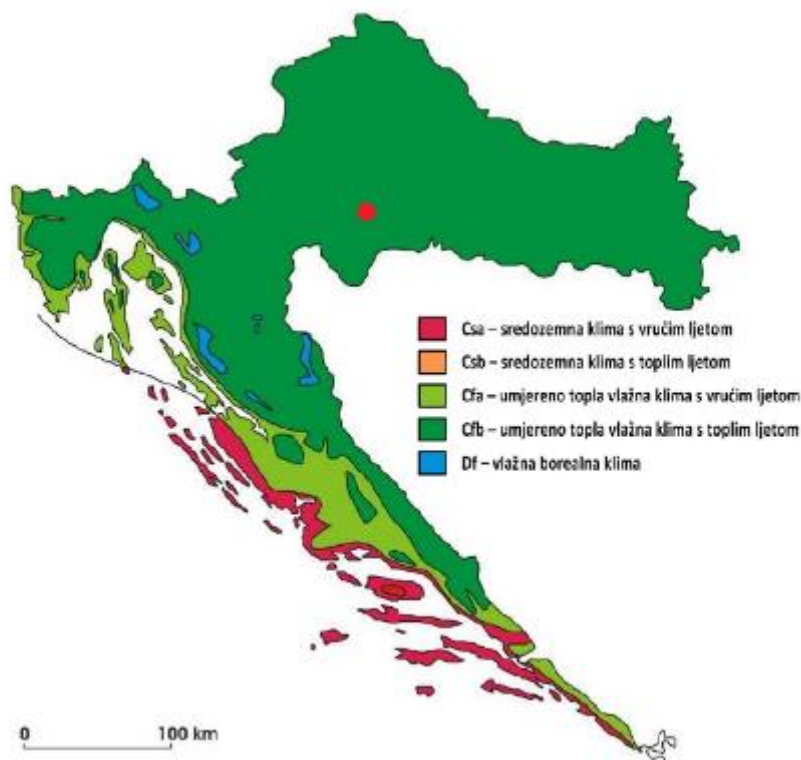 Csa – sredozemna klima s vrućim ljetom
Csb – sredozemna klima s toplim ljetom
Cfa – umjereno topla vlažna klima s vrućim ljetom
Cfb – umjereno topla vlažna klima s toplim ljetom
Df – vlažna borealna klima
0 100 km